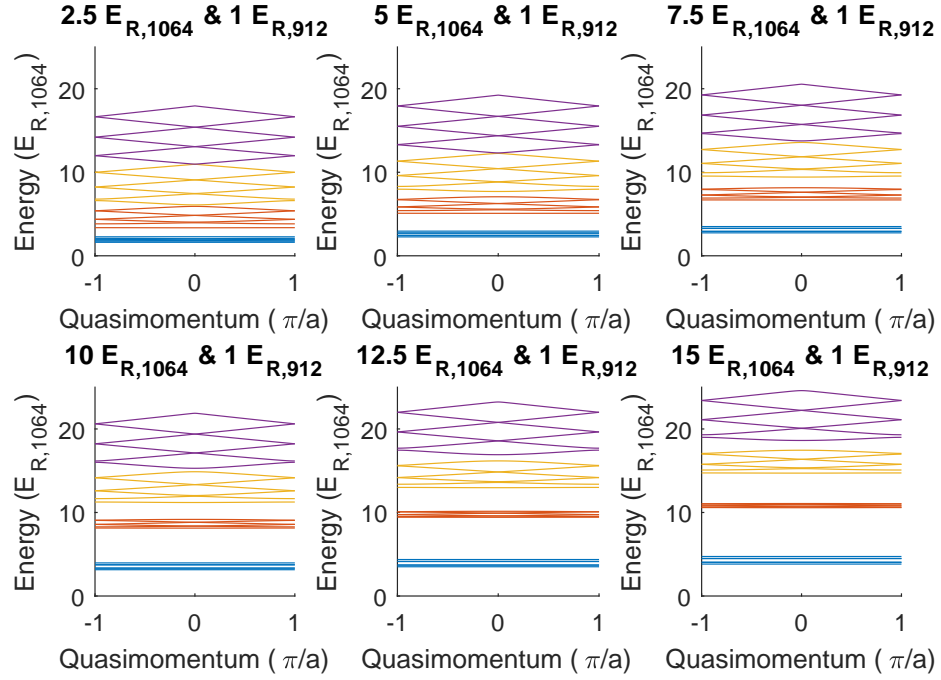 2.5 E_R,1064 & 1 E_R,912
5 E_R,1064 & 1 E_R,912
7.5 E_R,1064 & 1 E_R,912
Energy (E_R,1064)
20
10
0
-1 0 1
Quasimomentum ( π/a)
Energy (E_R,1064)
20
10
0
-1 0 1
Quasimomentum ( π/a)
Energy (E_R,1064)
20
10
0
-1 0 1
Quasimomentum ( π/a)
10 E_R,1064 & 1 E_R,912
12.5 E_R,1064 & 1 E_R,912
15 E_R,1064 & 1 E_R,912
Energy (E_R,1064)
20
10
0
-1 0 1
Quasimomentum ( π/a)
Energy (E_R,1064)
20
10
0
-1 0 1
Quasimomentum ( π/a)
Energy (E_R,1064)
20
10
0
-1 0 1
Quasimomentum ( π/a)